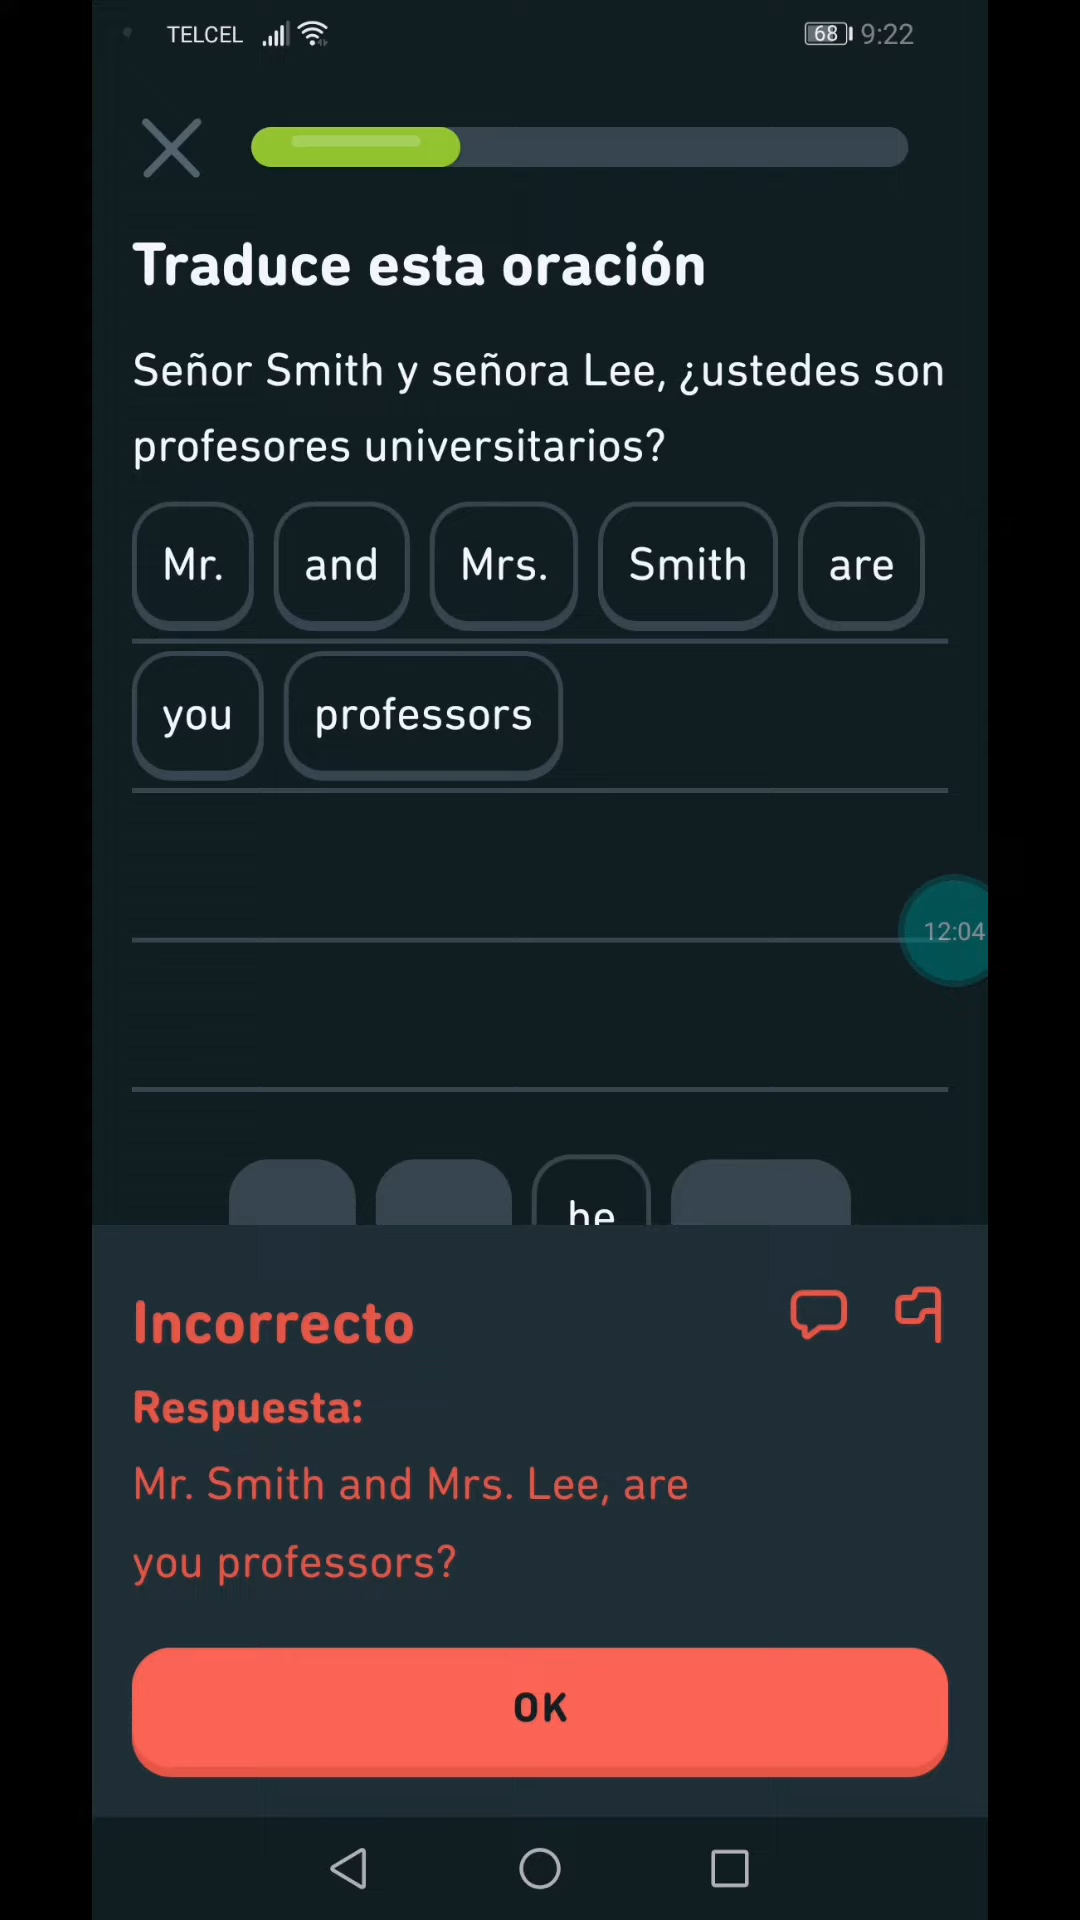 TELCEL 68 9:22
Traduce esta oración
Señor Smith y señora Lee, ¿ustedes son
profesores universitarios?
Mr. and Mrs. Smith are
you professors
12:04
he
Incorrecto
Respuesta:
Mr. Smith and Mrs. Lee, are
you professors?
OK